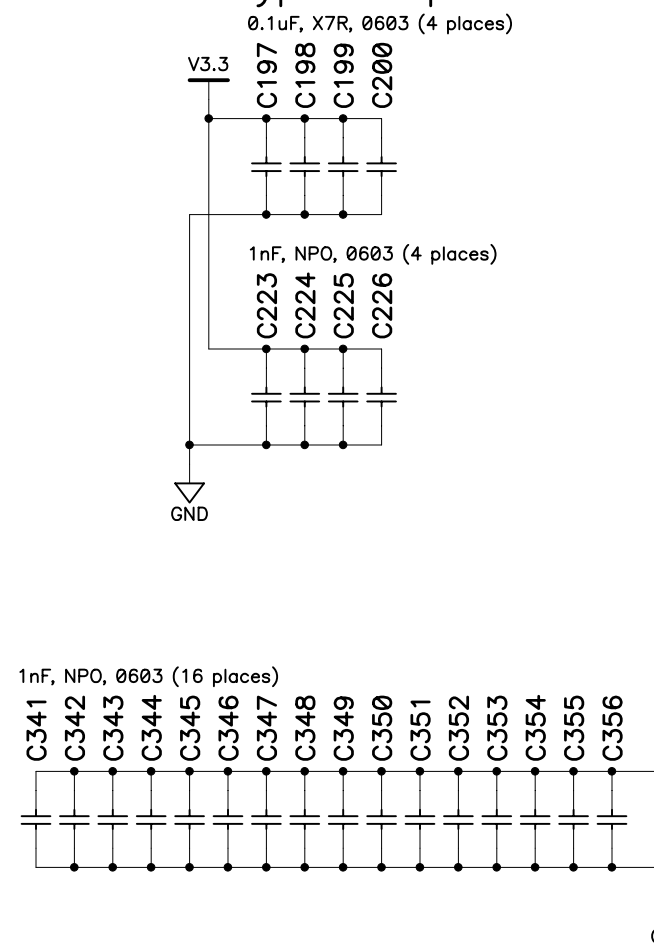 0.1uF, X7R, 0603 (4 places)
V3.3
C197
C198
C199
C200
1nF, NPO, 0603 (4 places)
C223
C224
C225
C226
GND
1nF, NPO, 0603 (16 places)
C341
C342
C343
C344
C345
C346
C347
C348
C349
C350
C351
C352
C353
C354
C355
C356